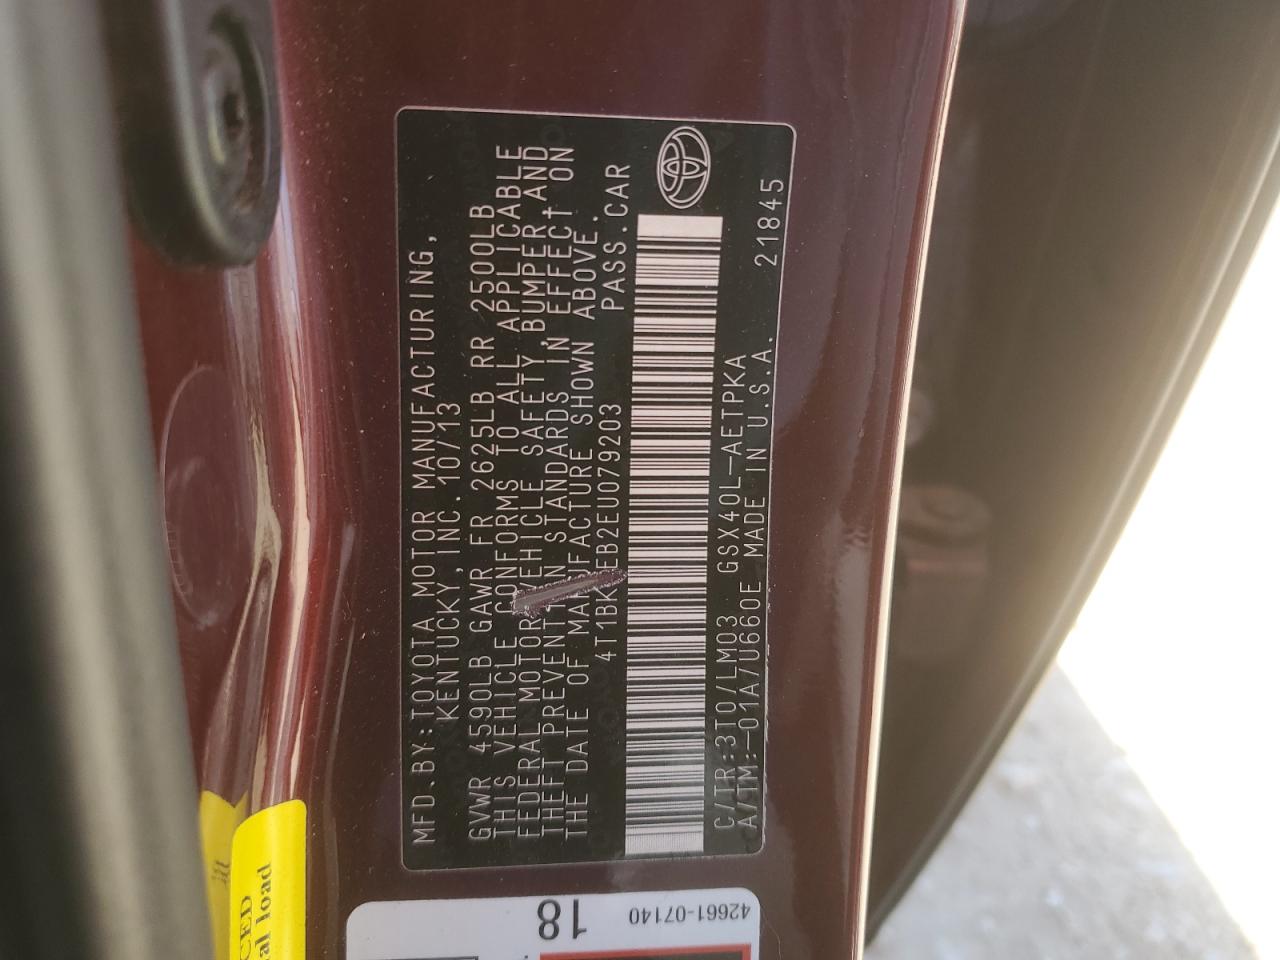 MFD.BY:TOYOTA MOTOR MANUFACTURING,
KENTUCKY,INC. 10/13
GVWR 4590LB GAWR FR 2625LB RR 2500LB
THIS VEHICLE CONFORMS TO ALL APPLICABLE
FEDERAL MOTOR VEHICLE SAFETY,BUMPER,AND
THEFT PREVENTION STANDARDS IN EFFECT ON
THE DATE OF MANUFACTURE SHOWN ABOVE.
4T1BK EB2EU079203 PASS.CAR
C/TR:3T0/LM03 GSX40L-AETPKA
A/TM:-01A/U660E MADE IN U.S.A. 21845
42661-07140
18
al load